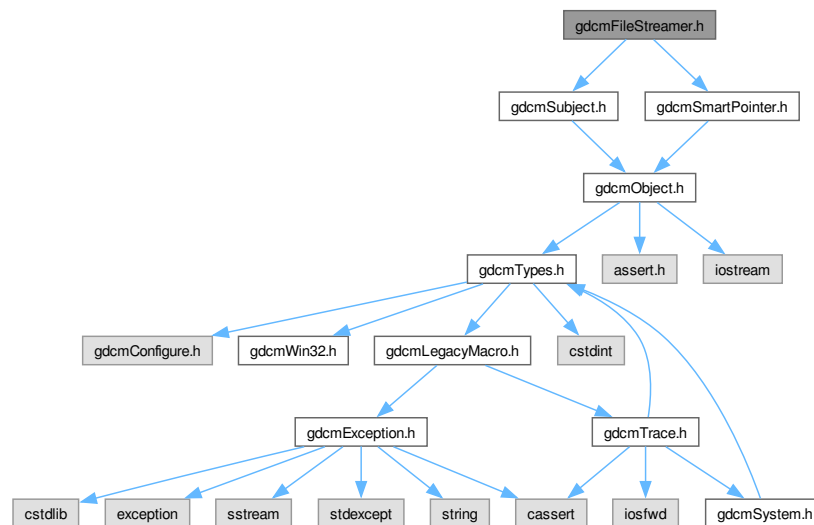 gdcmFileStreamer.h
gdcmSubject.h
gdcmSmartPointer.h
gdcmObject.h
gdcmTypes.h
assert.h
iostream
gdcmConfigure.h
gdcmWin32.h
gdcmLegacyMacro.h
cstdint
gdcmException.h
gdcmTrace.h
cstdlib
exception
sstream
stdexcept
string
cassert
iosfwd
gdcmSystem.h